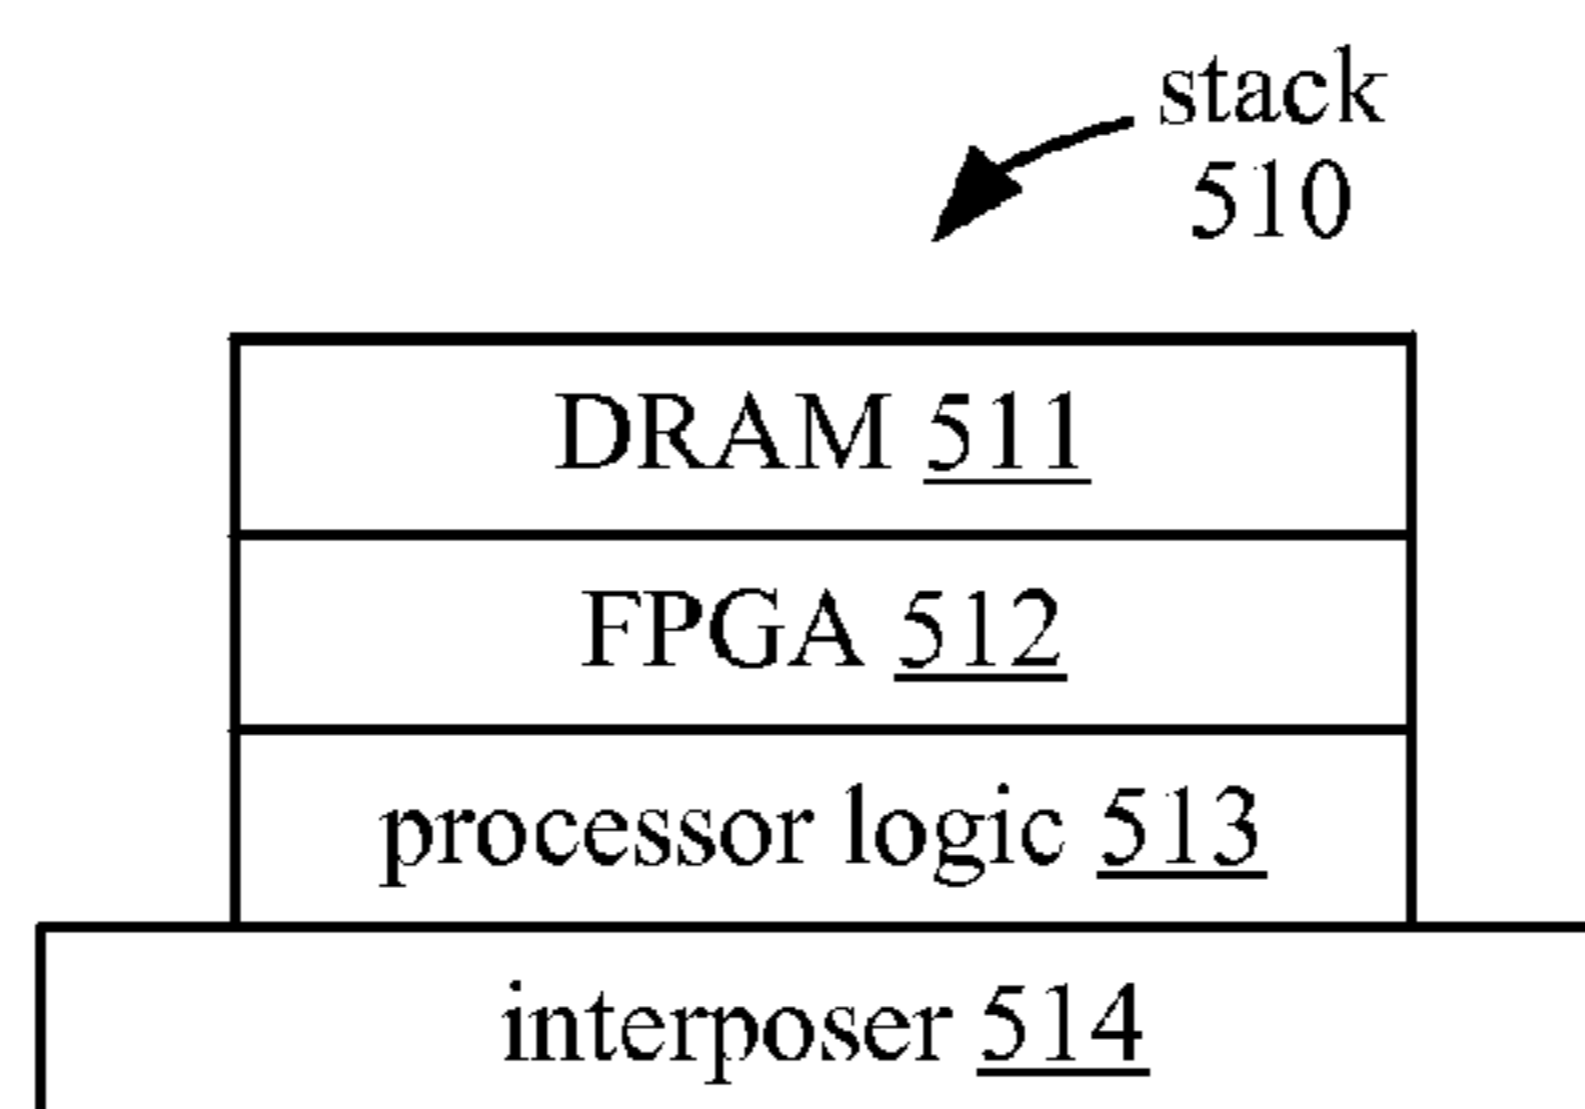 stack
510
DRAM 511
FPGA 512
processor logic 513
interposer 514